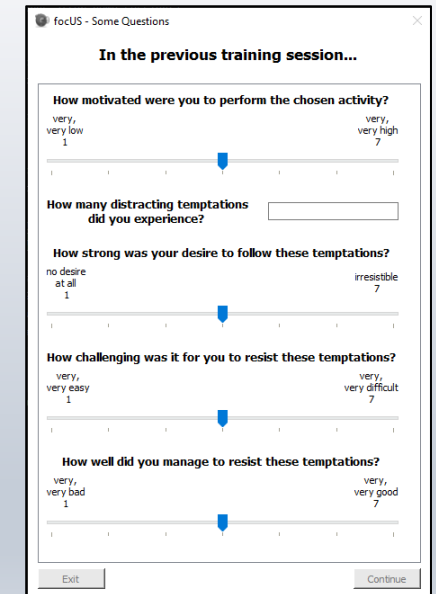 focUS - Some Questions
In the previous training session...
How motivated were you to perform the chosen activity?
very,
very low
1
very,
very high
7
How many distracting temptations
did you experience?
How strong was your desire to follow these temptations?
no desire
at all
1
irresistible
7
How challenging was it for you to resist these temptations?
very,
very easy
1
very,
very difficult
7
How well did you manage to resist these temptations?
very,
very bad
1
very,
very good
7
Exit
Continue